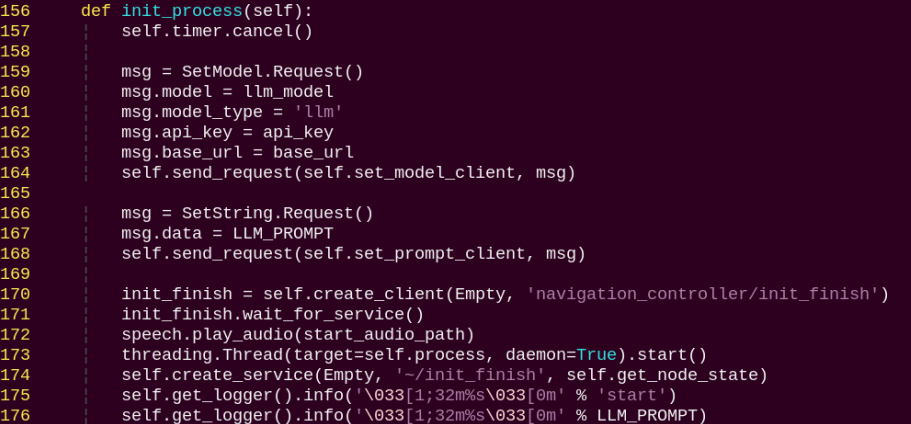 156     def init_process(self):
157         self.timer.cancel()
158
159         msg = SetModel.Request()
160         msg.model = llm_model
161         msg.model_type = 'llm'
162         msg.api_key = api_key
163         msg.base_url = base_url
164         self.send_request(self.set_model_client, msg)
165
166         msg = SetString.Request()
167         msg.data = LLM_PROMPT
168         self.send_request(self.set_prompt_client, msg)
169
170         init_finish = self.create_client(Empty, 'navigation_controller/init_finish')
171         init_finish.wait_for_service()
172         speech.play_audio(start_audio_path)
173         threading.Thread(target=self.process, daemon=True).start()
174         self.create_service(Empty, '~/init_finish', self.get_node_state)
175         self.get_logger().info('\033[1;32m%s\033[0m' % 'start')
176         self.get_logger().info('\033[1;32m%s\033[0m' % LLM_PROMPT)